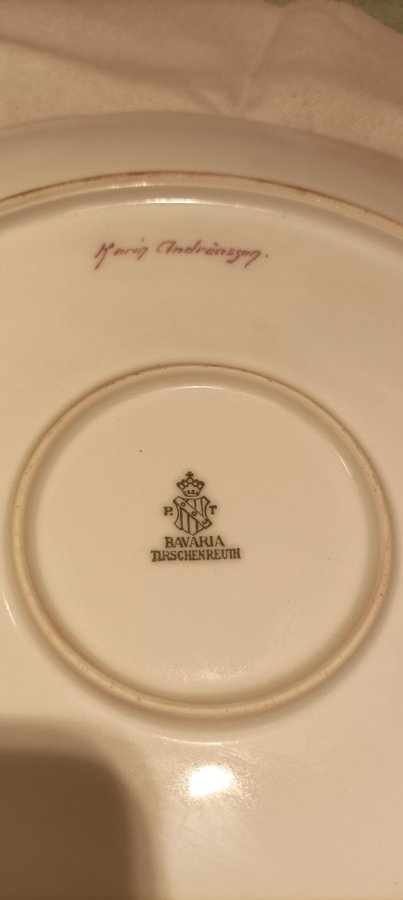 Karin Andréasson.
P. T
BAVARIA
TIRSCHENREUTH